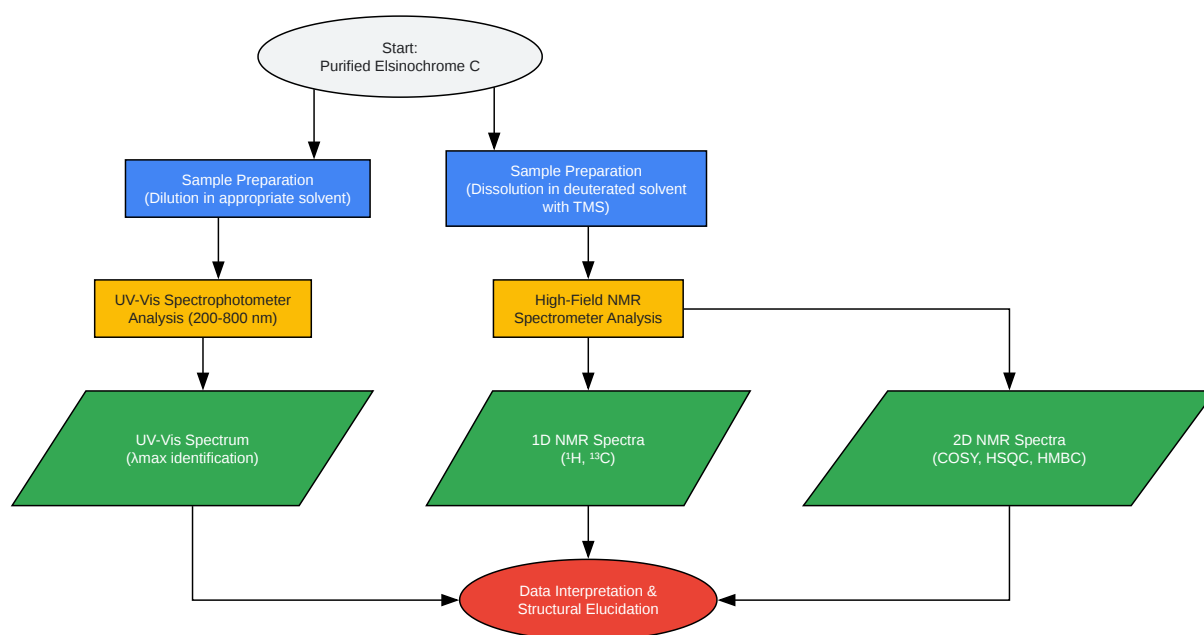 Start:
Purified Elsinochrome C
Sample Preparation
(Dilution in appropriate solvent)
Sample Preparation
(Dissolution in deuterated solvent
with TMS)
UV-Vis Spectrophotometer
Analysis (200-800 nm)
High-Field NMR
Spectrometer Analysis
UV-Vis Spectrum
(λmax identification)
1D NMR Spectra
(¹H, ¹³C)
2D NMR Spectra
(COSY, HSQC, HMBC)
Data Interpretation &
Structural Elucidation